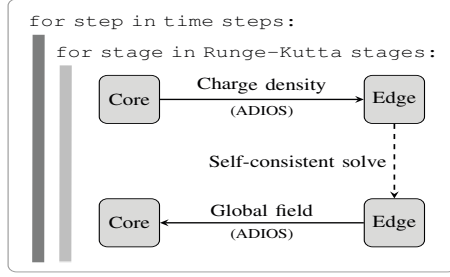 for step in time steps:
for stage in Runge-Kutta stages:
Core
Charge density
(ADIOS)
Edge
Self-consistent solve
Core
Global field
(ADIOS)
Edge